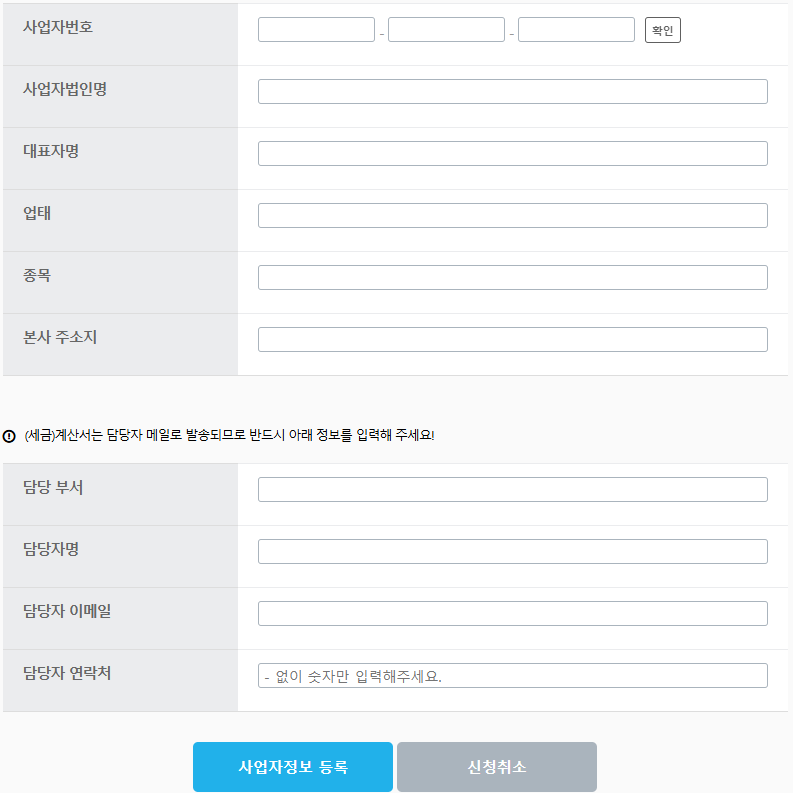 사업자번호 - - 확인
사업자법인명
대표자명
업태
종목
본사 주소지
(세금)계산서는 담당자 메일로 발송되므로 반드시 아래 정보를 입력해 주세요!
담당 부서
담당자명
담당자 이메일
담당자 연락처 - 없이 숫자만 입력해주세요.
사업자정보 등록 신청취소